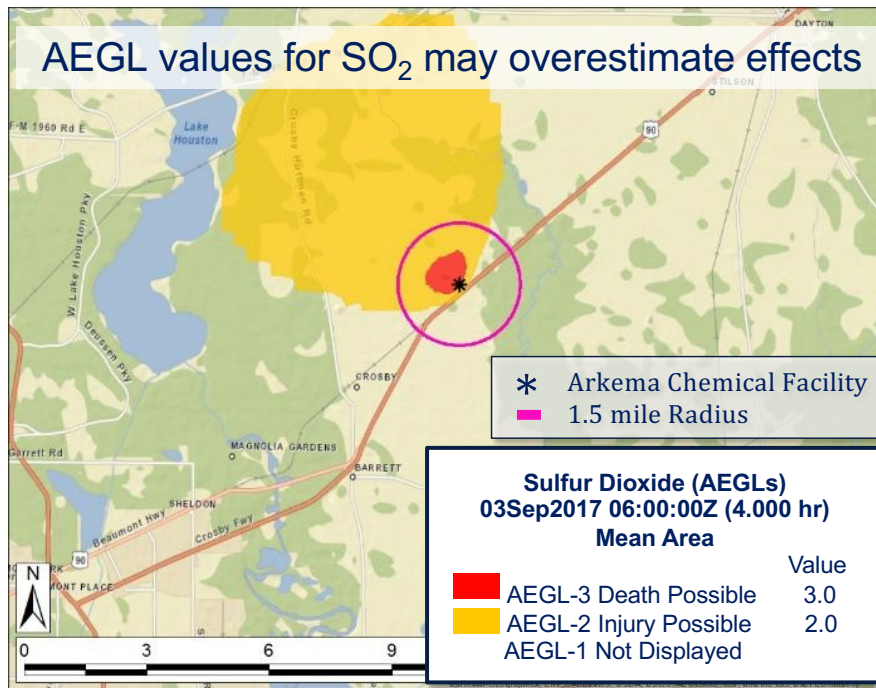 AEGL values for SO₂ may overestimate effects
DAYTON
STILSON
90
F-M 1960 Rd E
Lake
Houston
Crosby Huffman Rd
W Lake Houston Pky
Deussen Pky
CROSBY
Garrett Rd
MAGNOLIA GARDENS
BARRETT
SHELDON
Beaumont Hwy
Crosby Fwy
90
MONT PLACE
* Arkema Chemical Facility
1.5 mile Radius
Sulfur Dioxide (AEGLs)
03Sep2017 06:00:00Z (4.000 hr)
Mean Area
Value
AEGL-3 Death Possible 3.0
AEGL-2 Injury Possible 2.0
AEGL-1 Not Displayed
N
0 3 6 9